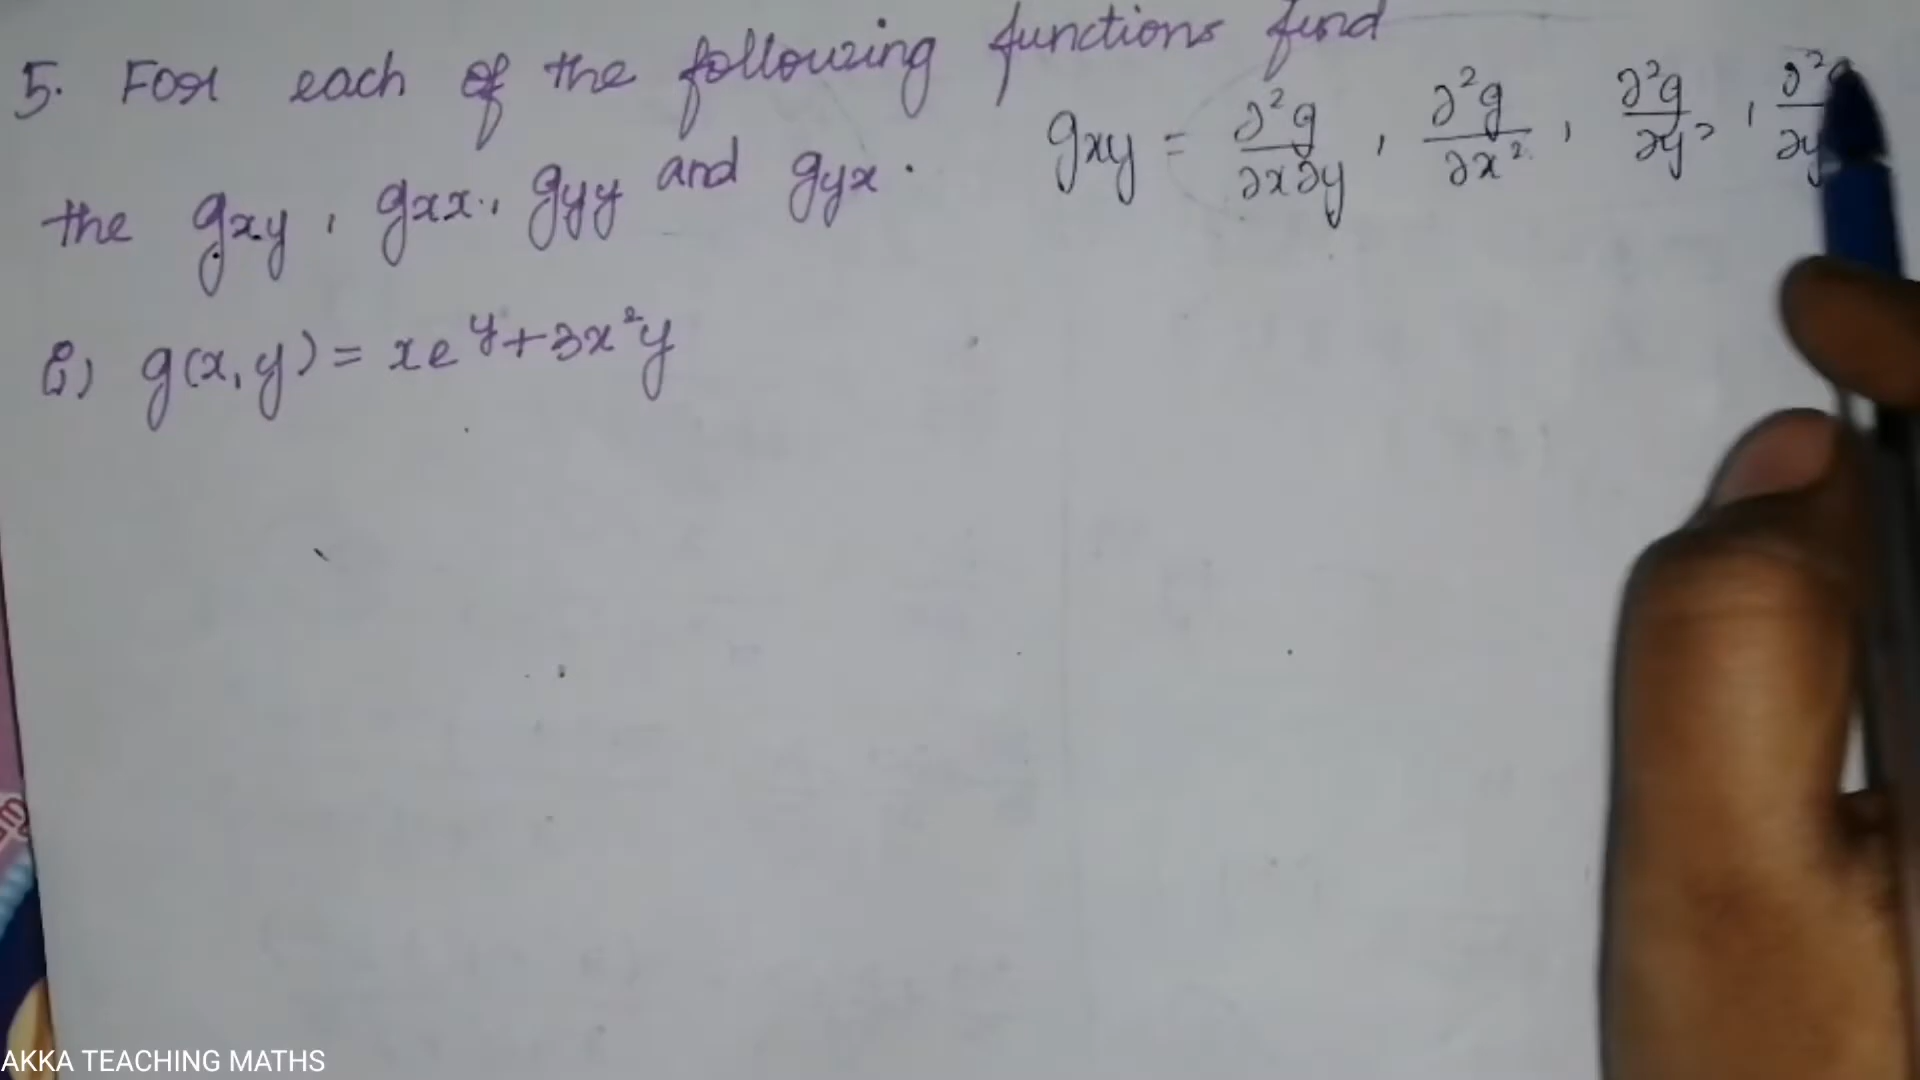 5. For each of the following functions find
the gxy, gxx, gyy and gyx. gxy = ∂²g/∂x∂y, ∂²g/∂x², ∂²g/∂y², ∂²g/∂y
i) g(x,y) = xe^y+3x²y
AKKA TEACHING MATHS